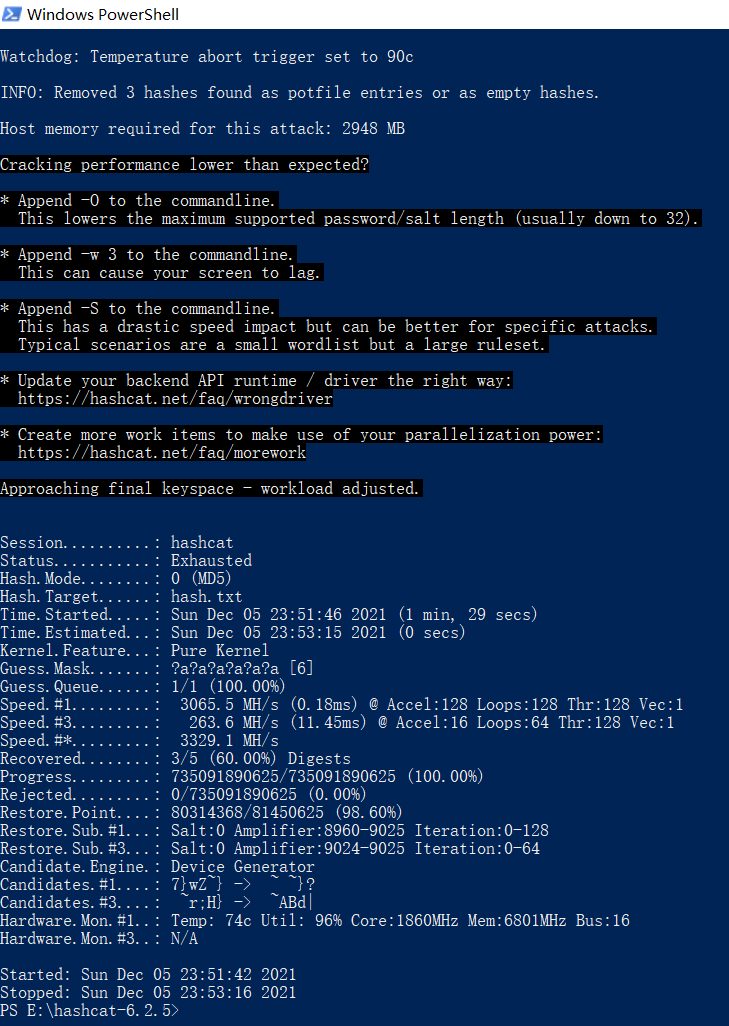 Windows PowerShell
Watchdog: Temperature abort trigger set to 90c
INFO: Removed 3 hashes found as potfile entries or as empty hashes.
Host memory required for this attack: 2948 MB
Cracking performance lower than expected?
* Append -O to the commandline.
This lowers the maximum supported password/salt length (usually down to 32).
* Append -w 3 to the commandline.
This can cause your screen to lag.
* Append -S to the commandline.
This has a drastic speed impact but can be better for specific attacks.
Typical scenarios are a small wordlist but a large ruleset.
* Update your backend API runtime / driver the right way:
https://hashcat.net/faq/wrongdriver
* Create more work items to make use of your parallelization power:
https://hashcat.net/faq/morework
Approaching final keyspace - workload adjusted.
Session..........: hashcat
Status...........: Exhausted
Hash.Mode........: 0 (MD5)
Hash.Target......: hash.txt
Time.Started.....: Sun Dec 05 23:51:46 2021 (1 min, 29 secs)
Time.Estimated...: Sun Dec 05 23:53:15 2021 (0 secs)
Kernel.Feature...: Pure Kernel
Guess.Mask.......: ?a?a?a?a?a?a [6]
Guess.Queue......: 1/1 (100.00%)
Speed.#1.........:  3065.5 MH/s (0.18ms) @ Accel:128 Loops:128 Thr:128 Vec:1
Speed.#3.........:   263.6 MH/s (11.45ms) @ Accel:16 Loops:64 Thr:128 Vec:1
Speed.#*.........:  3329.1 MH/s
Recovered........: 3/5 (60.00%) Digests
Progress.........: 735091890625/735091890625 (100.00%)
Rejected.........: 0/735091890625 (0.00%)
Restore.Point....: 80314368/81450625 (98.60%)
Restore.Sub.#1...: Salt:0 Amplifier:8960-9025 Iteration:0-128
Restore.Sub.#3...: Salt:0 Amplifier:9024-9025 Iteration:0-64
Candidate.Engine.: Device Generator
Candidates.#1....: 7}wZ~} ->  ~ ~}?
Candidates.#3....:  ~r;H} ->  ~ABd|
Hardware.Mon.#1..: Temp: 74c Util: 96% Core:1860MHz Mem:6801MHz Bus:16
Hardware.Mon.#3..: N/A
Started: Sun Dec 05 23:51:42 2021
Stopped: Sun Dec 05 23:53:16 2021
PS E:\hashcat-6.2.5>